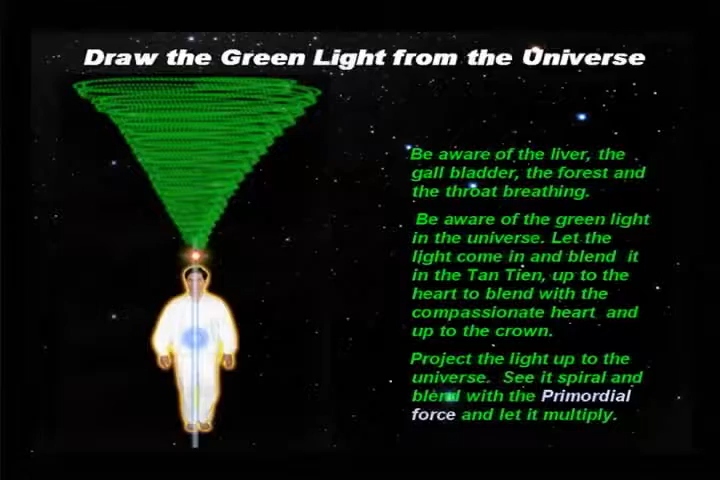 Draw the Green Light from the Universe
Be aware of the liver, the
gall bladder, the forest and
the throat breathing.
Be aware of the green light
in the universe. Let the
light come in and blend it
in the Tan Tien, up to the
heart to blend with the
compassionate heart and
up to the crown.
Project the light up to the
universe. See it spiral and
blend with the Primordial
force and let it multiply.